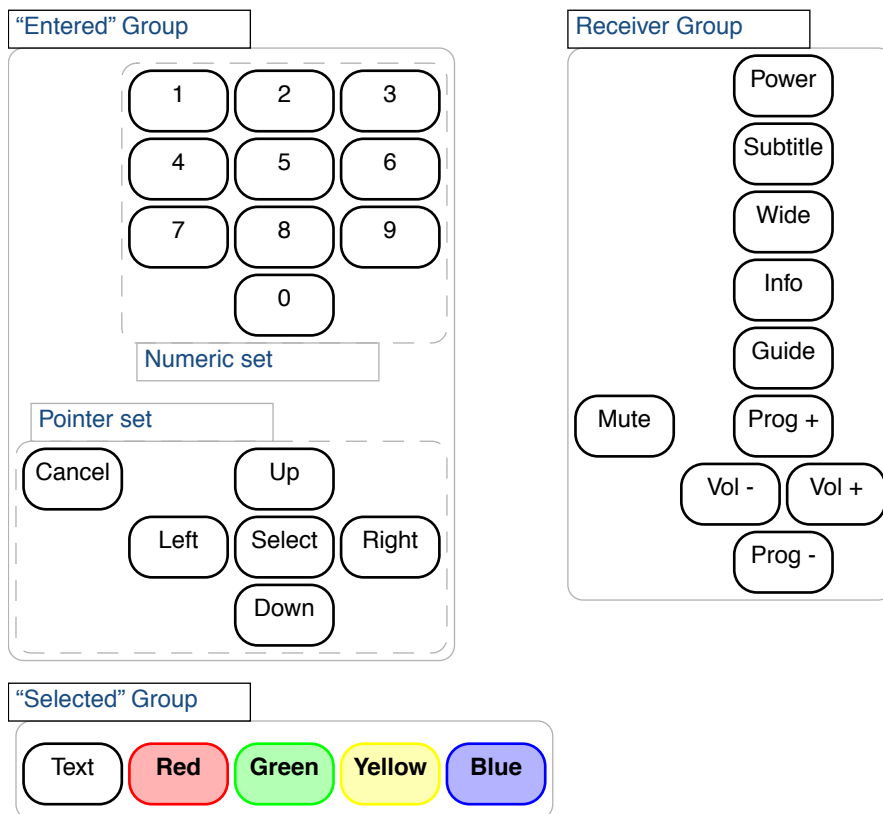 “Entered” Group
1 2 3
4 5 6
7 8 9
0
Numeric set
Pointer set
Cancel Up
Left Select Right
Down
Receiver Group
Power
Subtitle
Wide
Info
Guide
Mute Prog +
Vol - Vol +
Prog -
“Selected” Group
Text Red Green Yellow Blue